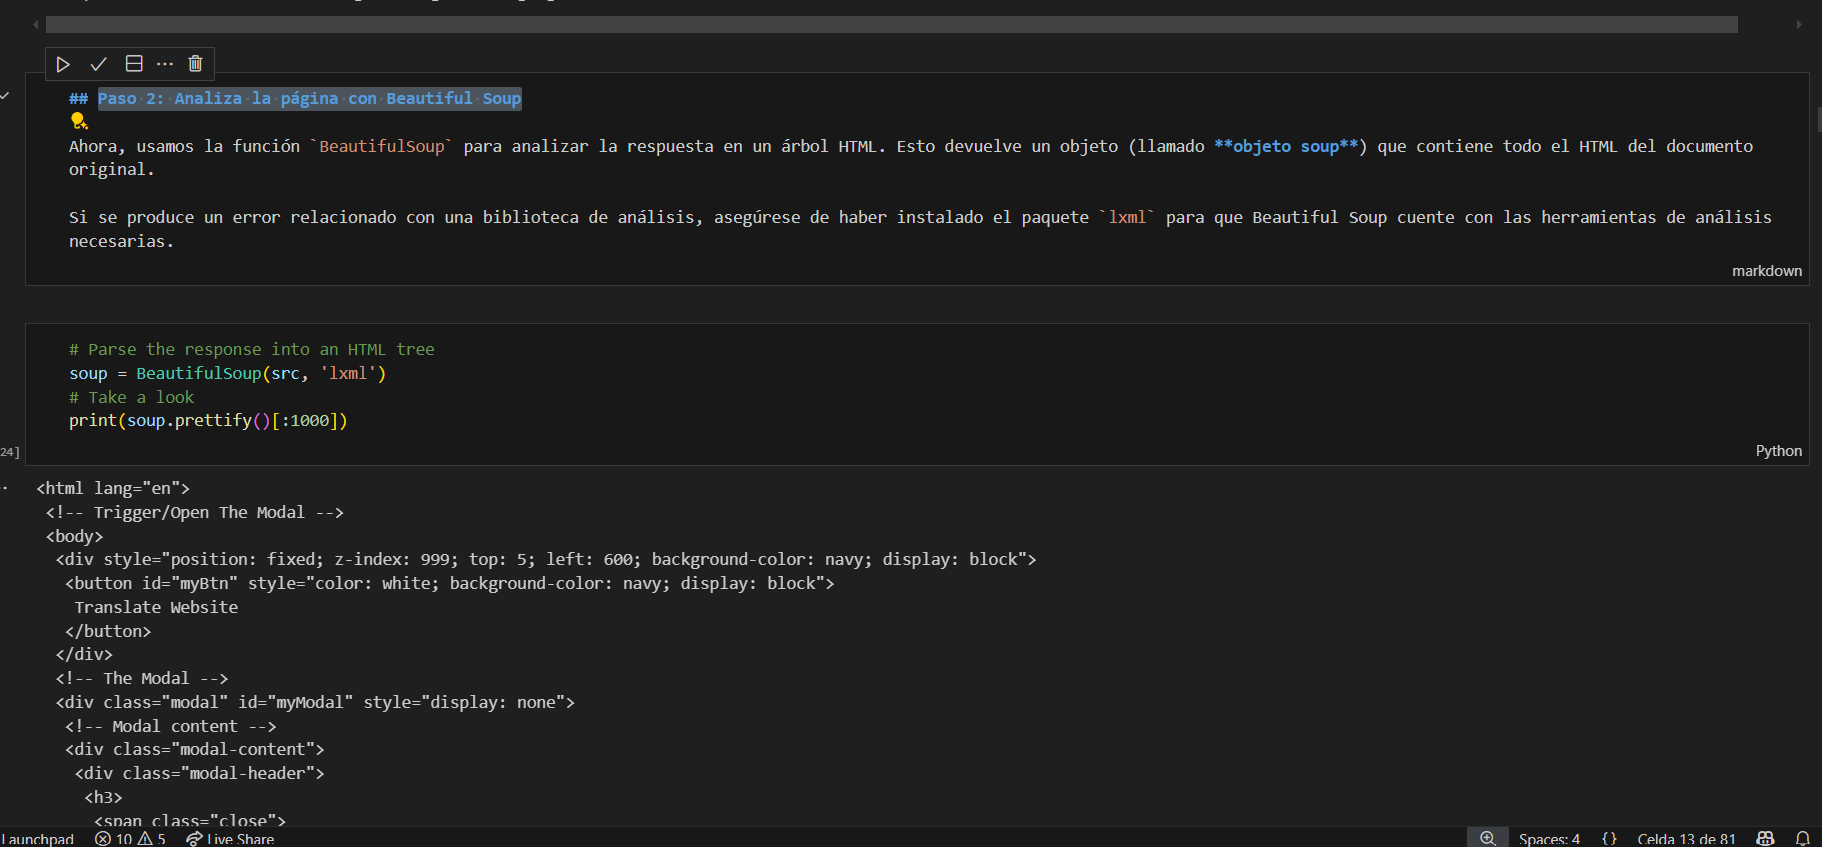 ## Paso 2: Analiza la página con Beautiful Soup
Ahora, usamos la función `BeautifulSoup` para analizar la respuesta en un árbol HTML. Esto devuelve un objeto (llamado **objeto soup**) que contiene todo el HTML del documento
original.
Si se produce un error relacionado con una biblioteca de análisis, asegúrese de haber instalado el paquete `lxml` para que Beautiful Soup cuente con las herramientas de análisis
necesarias.
markdown
# Parse the response into an HTML tree
soup = BeautifulSoup(src, 'lxml')
# Take a look
print(soup.prettify()[:1000])
24]
Python
<html lang="en">
<!-- Trigger/Open The Modal -->
<body>
<div style="position: fixed; z-index: 999; top: 5; left: 600; background-color: navy; display: block">
<button id="myBtn" style="color: white; background-color: navy; display: block">
Translate Website
</button>
</div>
<!-- The Modal -->
<div class="modal" id="myModal" style="display: none">
<!-- Modal content -->
<div class="modal-content">
<div class="modal-header">
<h3>
<span class="close">
Launchpad 10 5 Live Share Spaces: 4 {} Celda 13 de 81